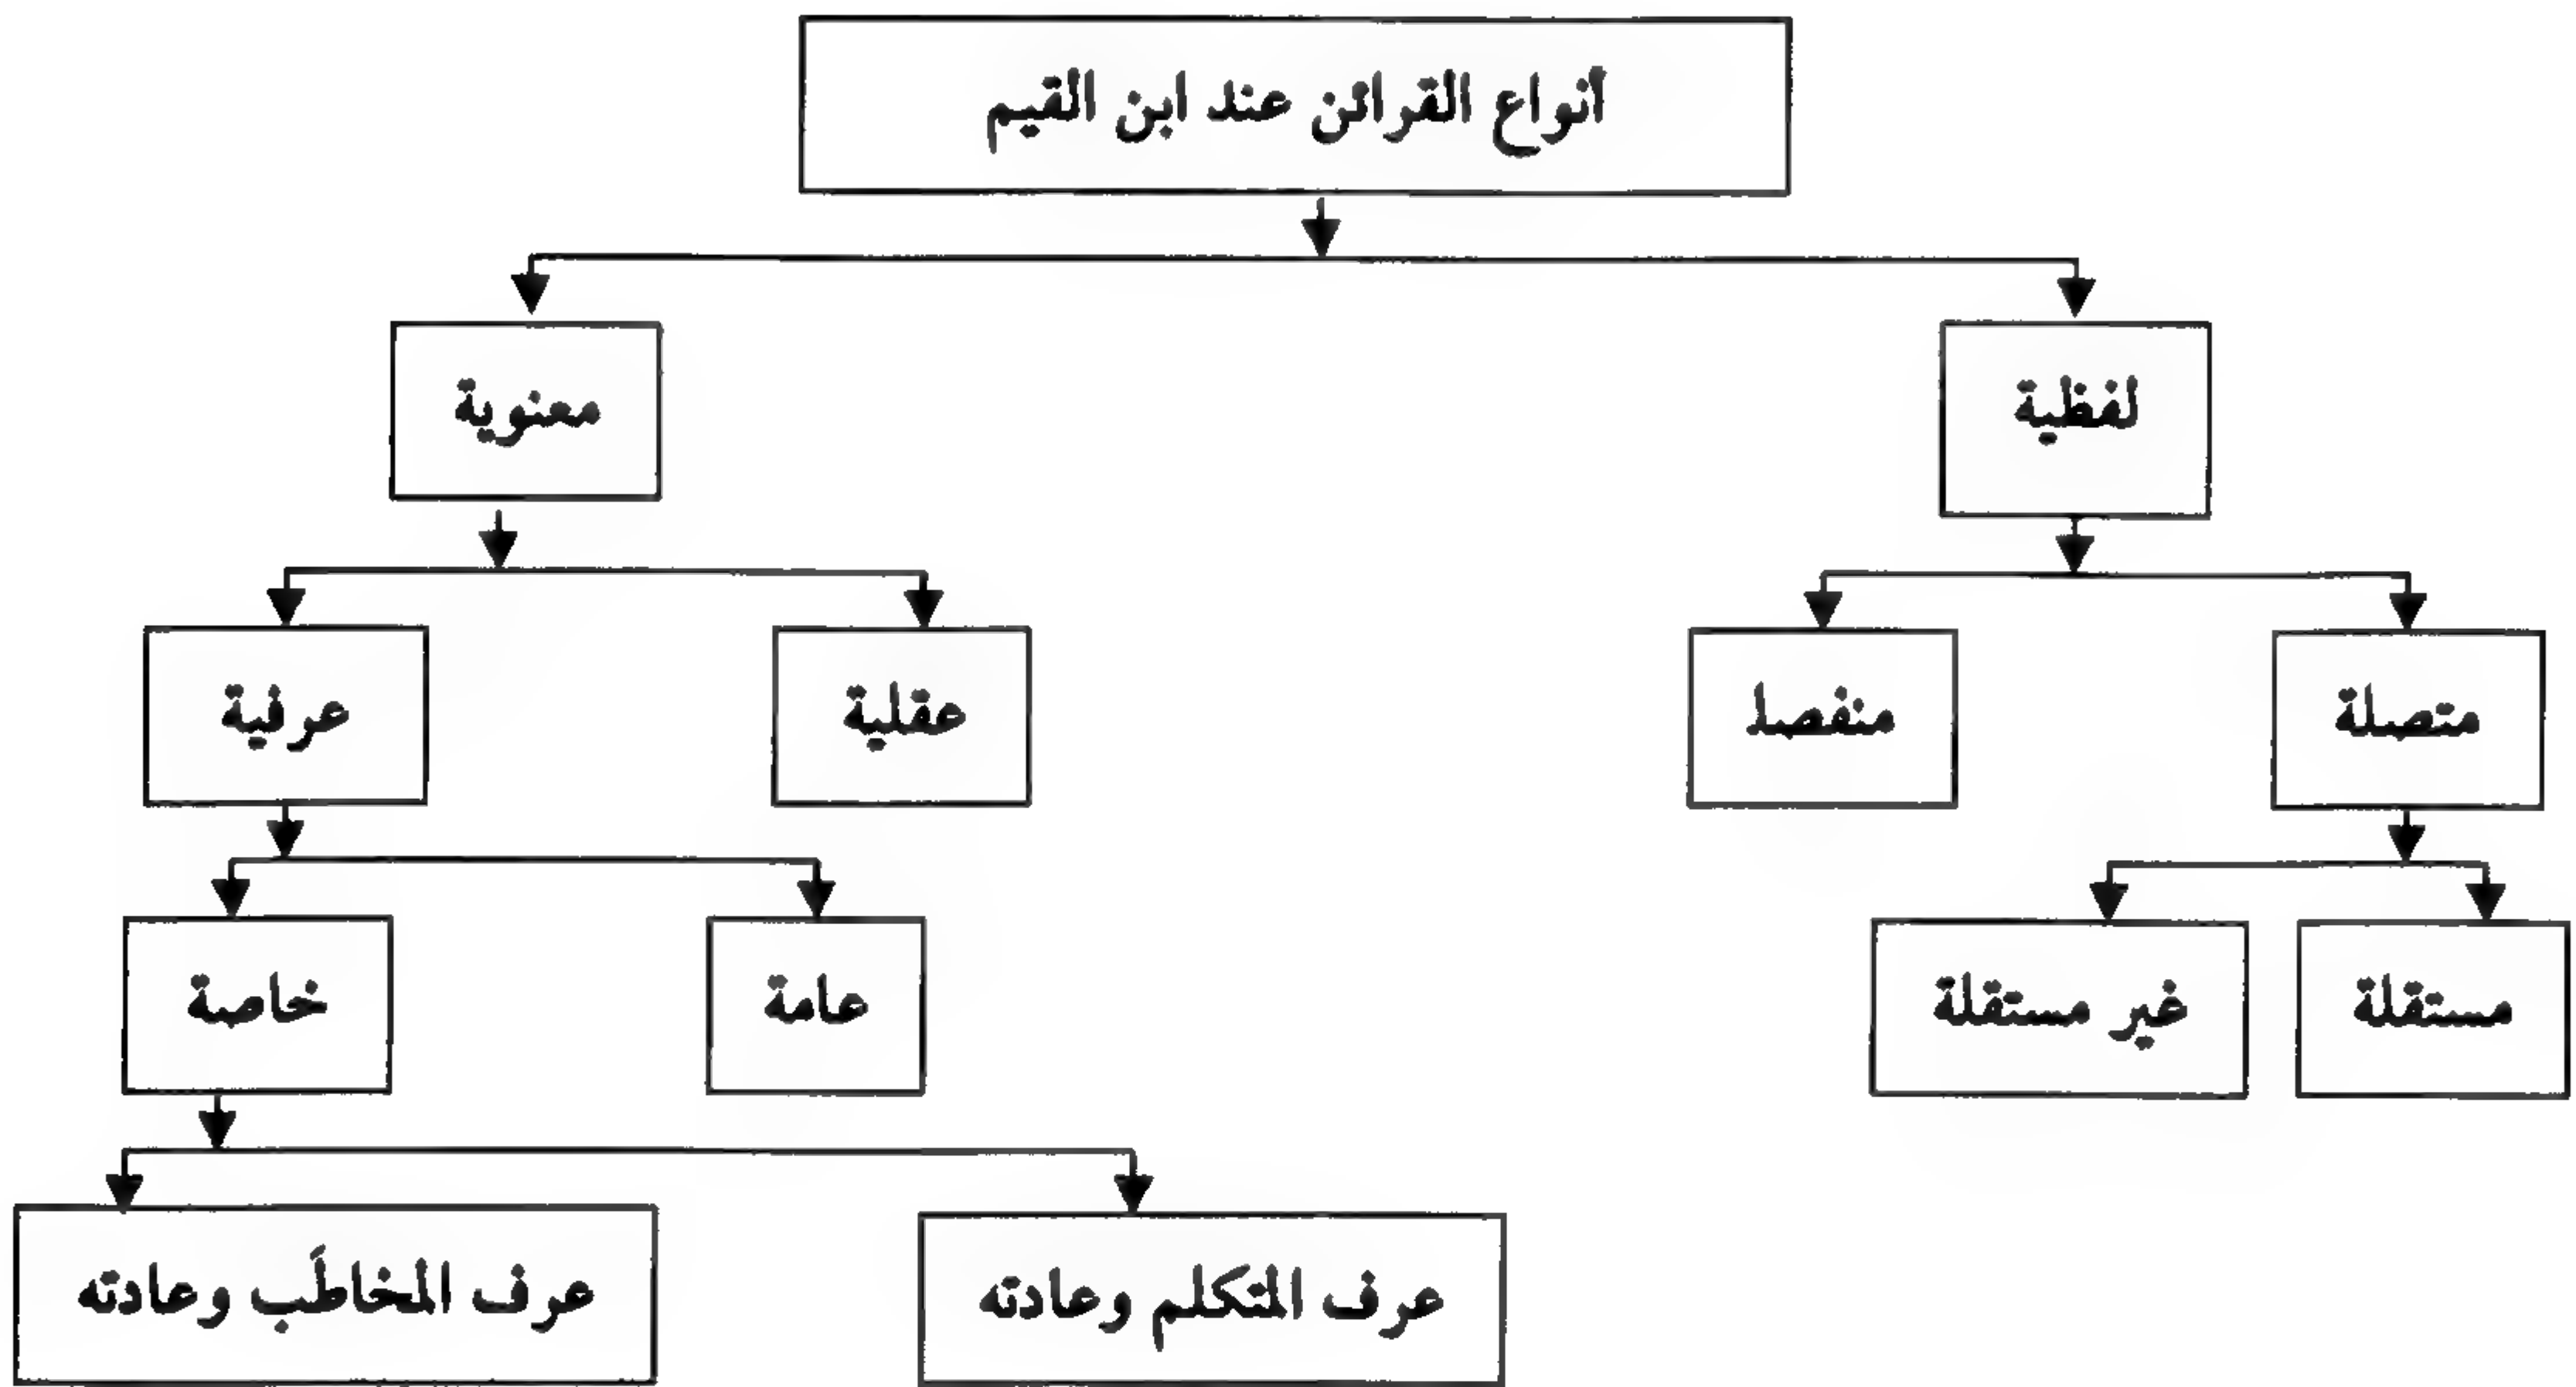 أنواع القرائن عند ابن القيم
لفظية
معنوية
متصلة
منفصل
عقلية
عرفية
مستقلة
غير مستقلة
عامة
خاصة
عرف المتكلم وعادته
عرف المخاطَب وعادته